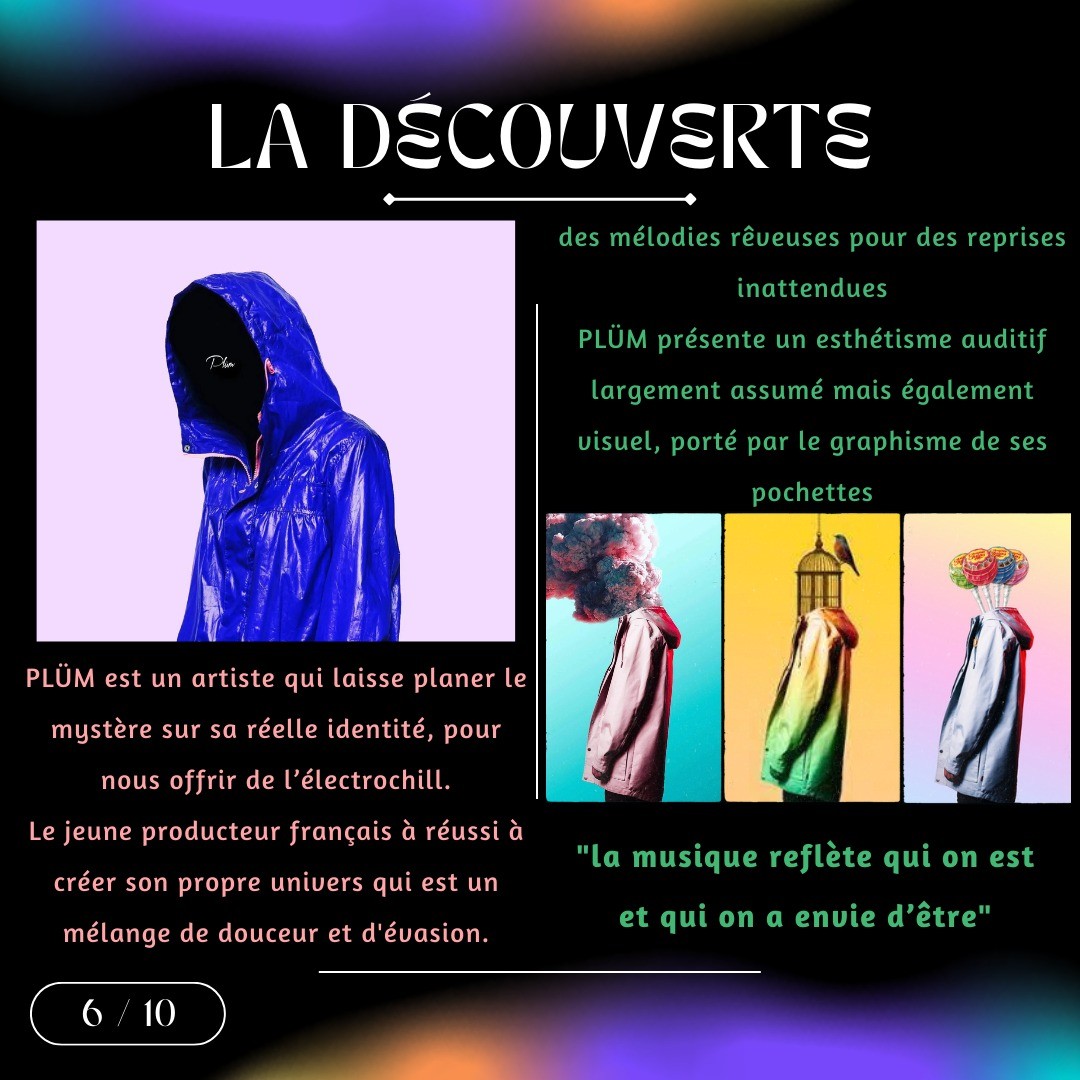 LA DÉCOUVERTE
Plüm
PLÜM est un artiste qui laisse planer le
mystère sur sa réelle identité, pour
nous offrir de l’électrochill.
Le jeune producteur français à réussi à
créer son propre univers qui est un
mélange de douceur et d'évasion.
des mélodies rêveuses pour des reprises
inattendues
PLÜM présente un esthétisme auditif
largement assumé mais également
visuel, porté par le graphisme de ses
pochettes
"la musique reflète qui on est
et qui on a envie d’être"
6 / 10